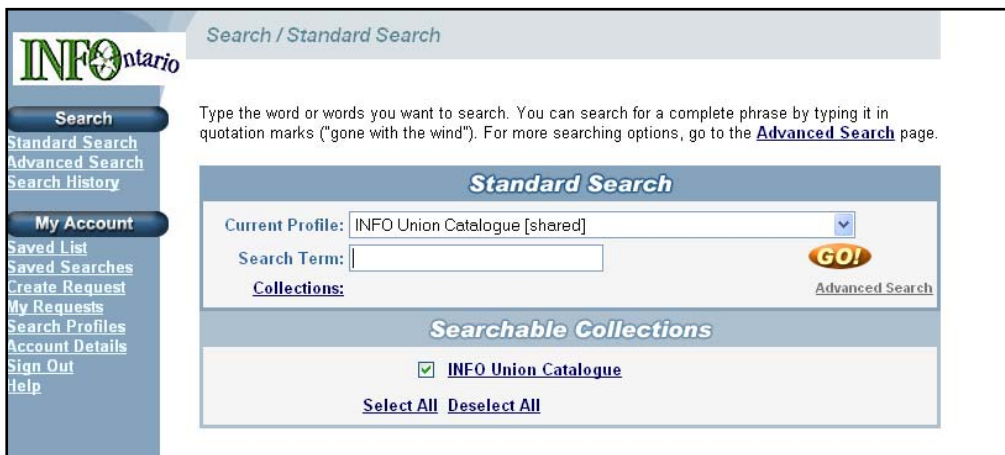 INFOntario
Search / Standard Search
Type the word or words you want to search. You can search for a complete phrase by typing it in
quotation marks ("gone with the wind"). For more searching options, go to the Advanced Search page.
Search
Standard Search
Advanced Search
Search History
My Account
Saved List
Saved Searches
Create Request
My Requests
Search Profiles
Account Details
Sign Out
Help
Standard Search
Current Profile: INFO Union Catalogue [shared]
Search Term:
GO!
Collections:
Advanced Search
Searchable Collections
INFO Union Catalogue
Select All Deselect All